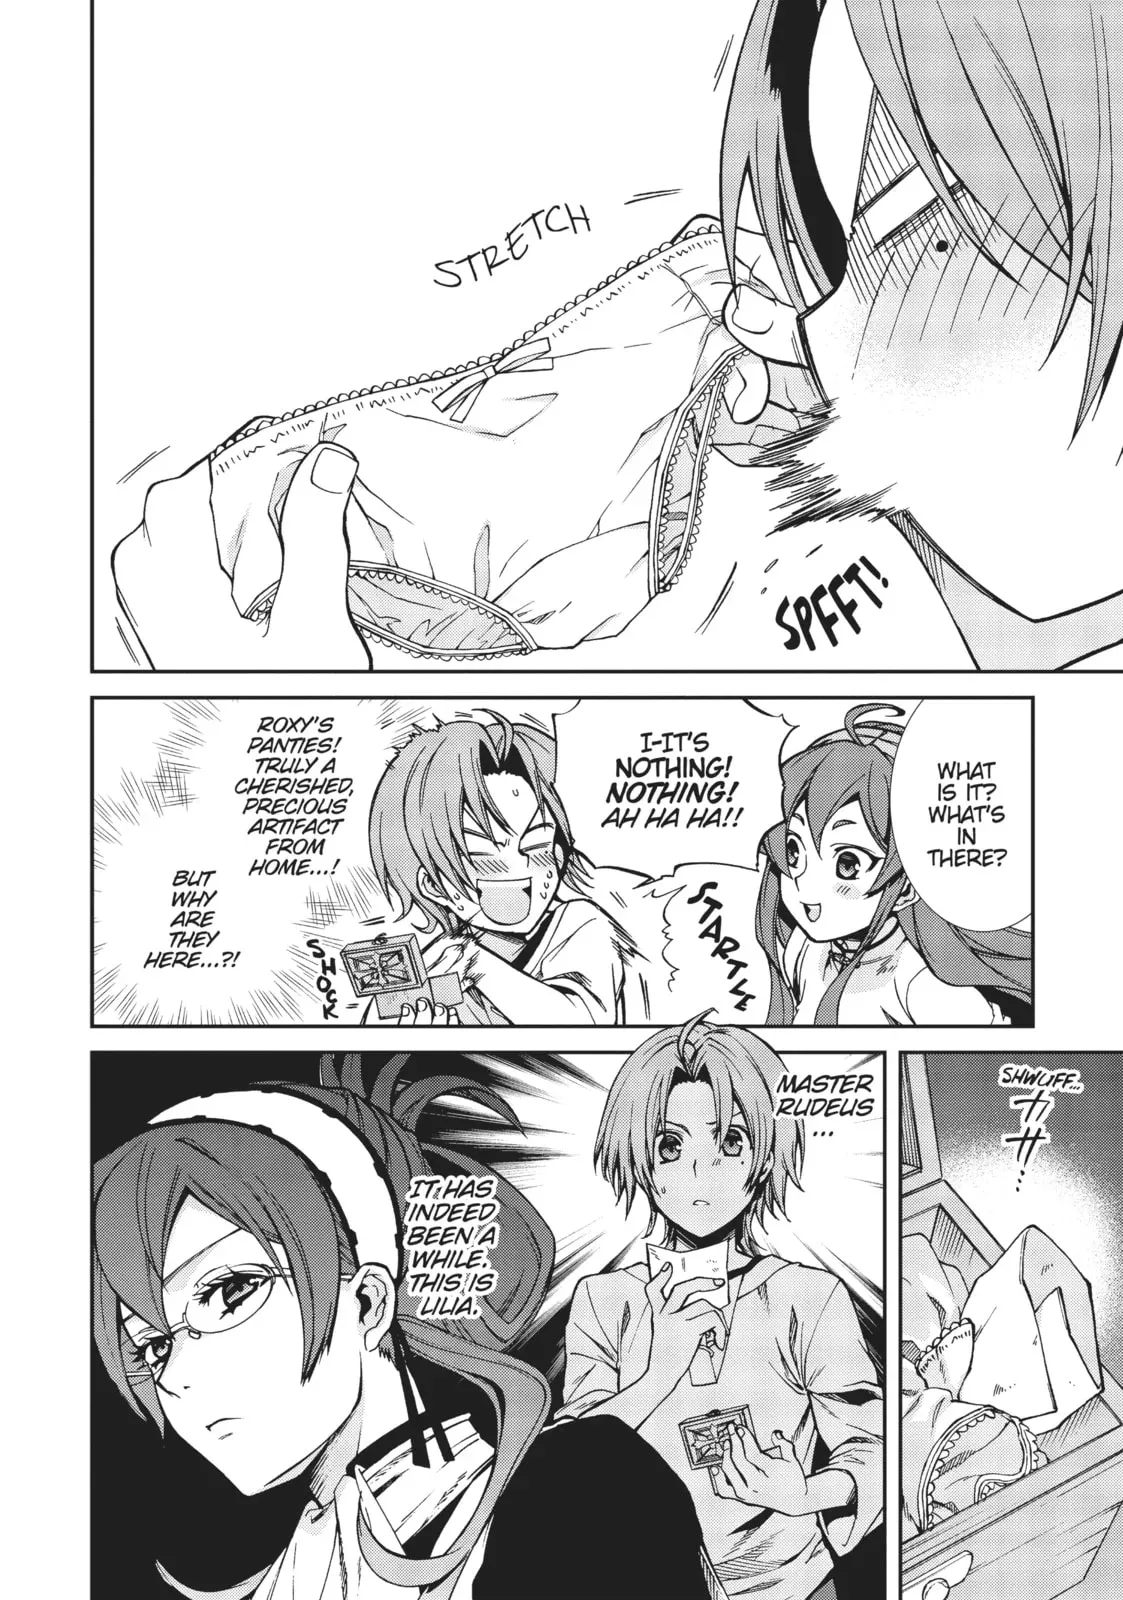 STRETCH
SPFFT!
WHAT
IS IT?
WHAT'S
IN
THERE?
I-IT'S
NOTHING!
NOTHING!
AH HA HA!!
STARTLE
ROXY'S
PANTIES!
TRULY A
CHERISHED,
PRECIOUS
ARTIFACT
FROM
HOME...!
BUT
WHY
ARE
THEY
HERE...?!
SHOCK
SHWUFF...
カサ...
MASTER
RUDEUS
...
IT HAS
INDEED
BEEN A
WHILE.
THIS IS
LILIA.